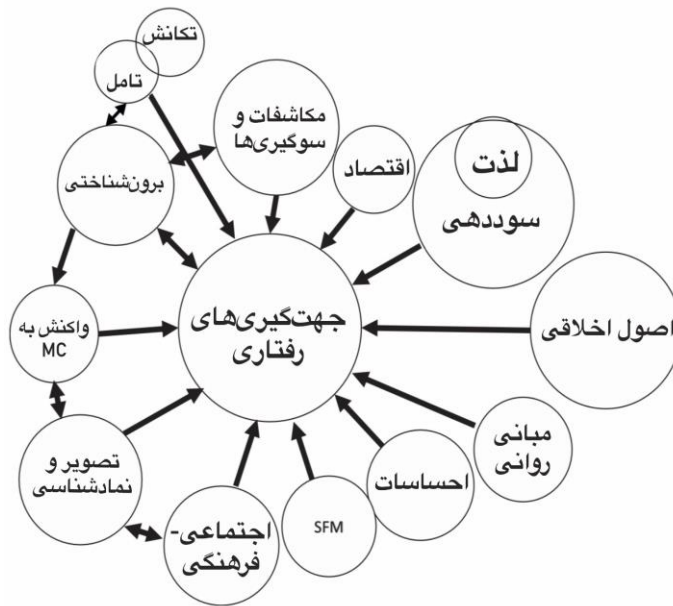 تکانش
تامل
مکاشفات و
سوگیری‌ها
اقتصاد
لذت
سوددهی
برون‌شناختی
جهت‌گیری‌های
رفتاری
اصول اخلاقی
واکنش به
MC
مبانی
روانی
تصویر و
نمادشناسی
احساسات
اجتماعی-
فرهنگی
SFM